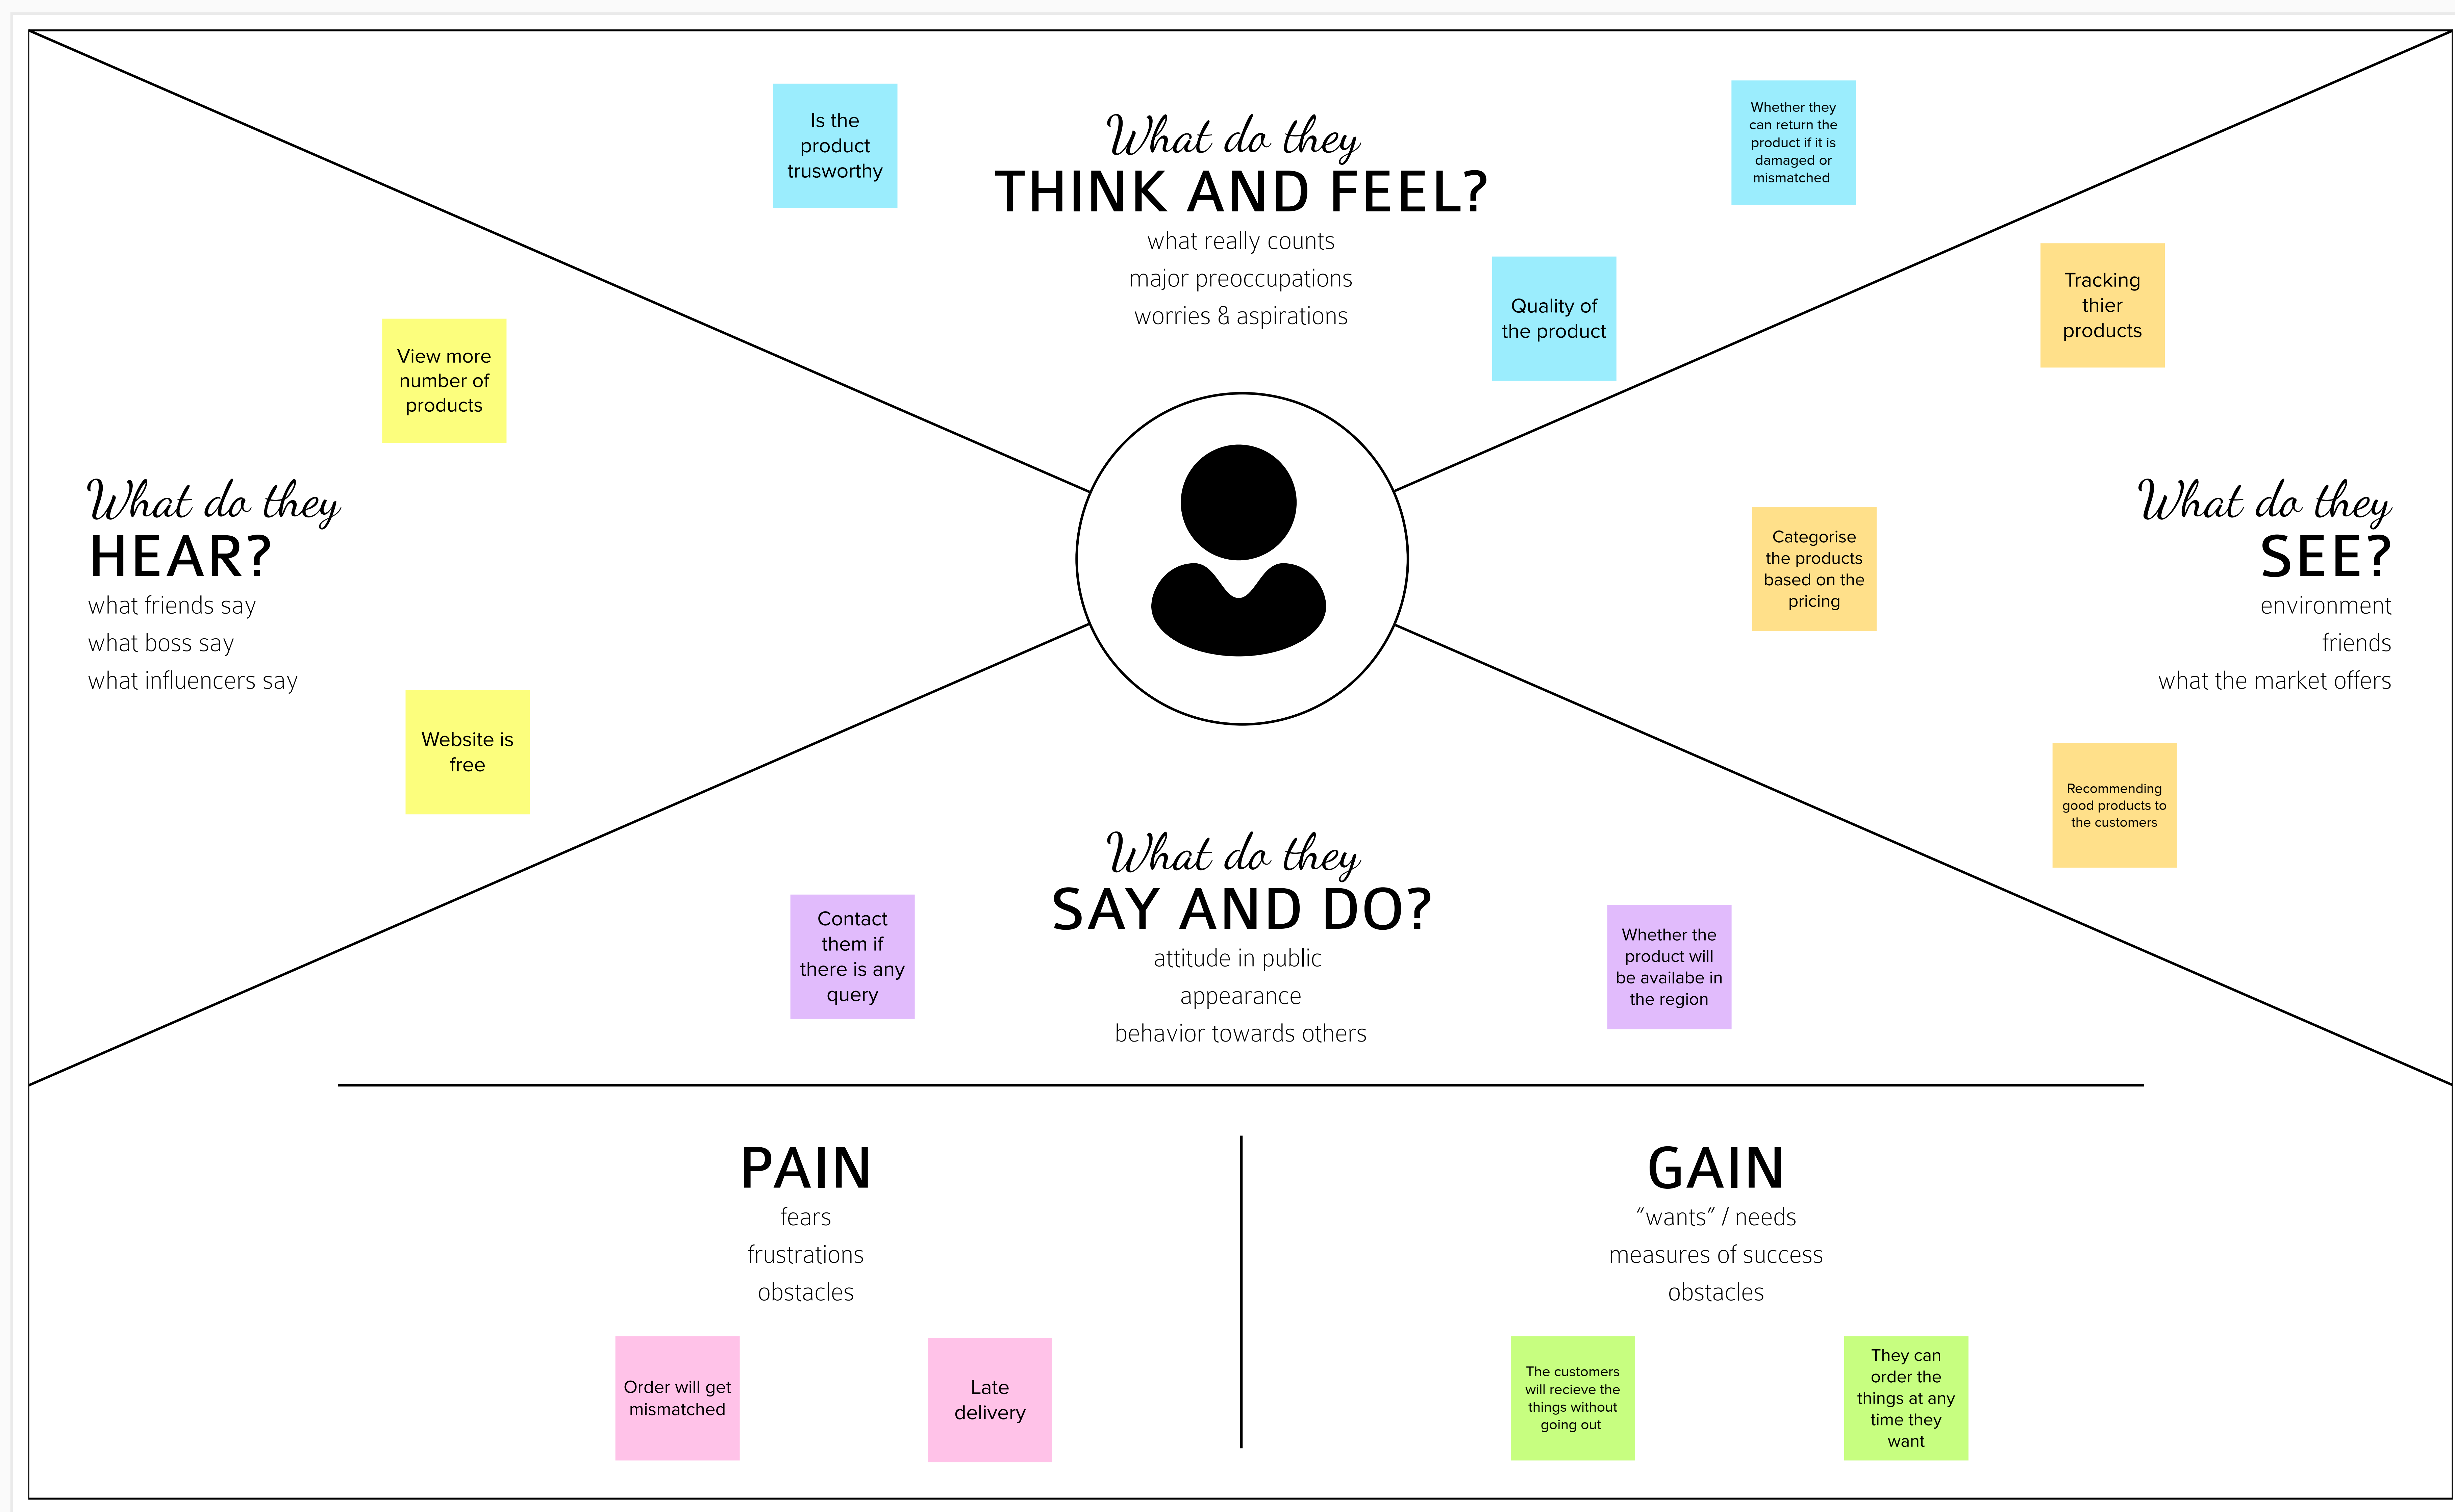 What do they
THINK AND FEEL?
what really counts
major preoccupations
worries & aspirations
Is the
product
trusworthy
Whether they
can return the
product if it is
damaged or
mismatched
Quality of
the product
What do they
HEAR?
what friends say
what boss say
what influencers say
View more
number of
products
Website is
free
What do they
SEE?
environment
friends
what the market offers
Tracking
thier
products
Categorise
the products
based on the
pricing
Recommending
good products to
the customers
What do they
SAY AND DO?
attitude in public
appearance
behavior towards others
Contact
them if
there is any
query
Whether the
product will
be availabe in
the region
PAIN
fears
frustrations
obstacles
Order will get
mismatched
Late
delivery
GAIN
“wants” / needs
measures of success
obstacles
The customers
will recieve the
things without
going out
They can
order the
things at any
time they
want